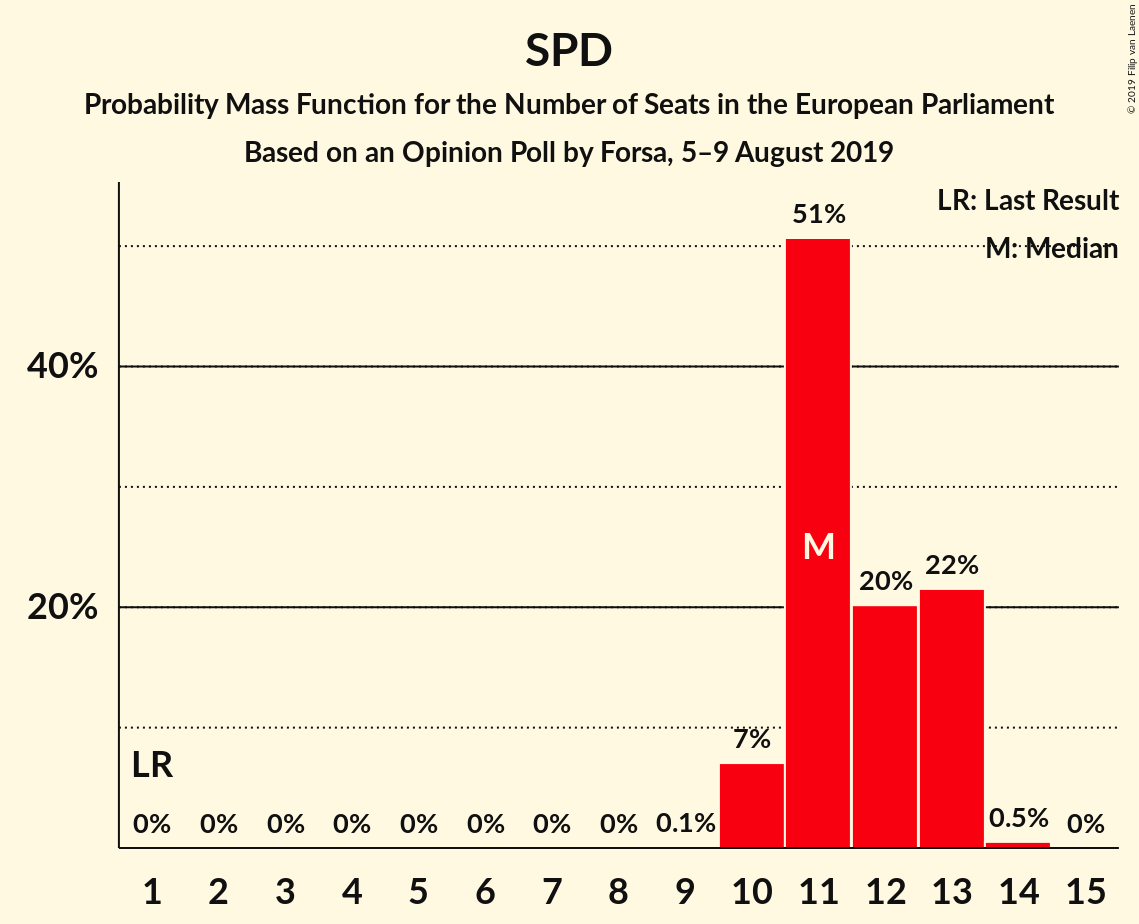 SPD
Probability Mass Function for the Number of Seats in the European Parliament
Based on an Opinion Poll by Forsa, 5–9 August 2019
© 2019 Filip van Laenen
LR: Last Result
M: Median
51%
40%
M
22%
20%
20%
7%
LR
0% 0% 0% 0% 0% 0% 0% 0% 0.1% 0.5% 0%
1 2 3 4 5 6 7 8 9 10 11 12 13 14 15